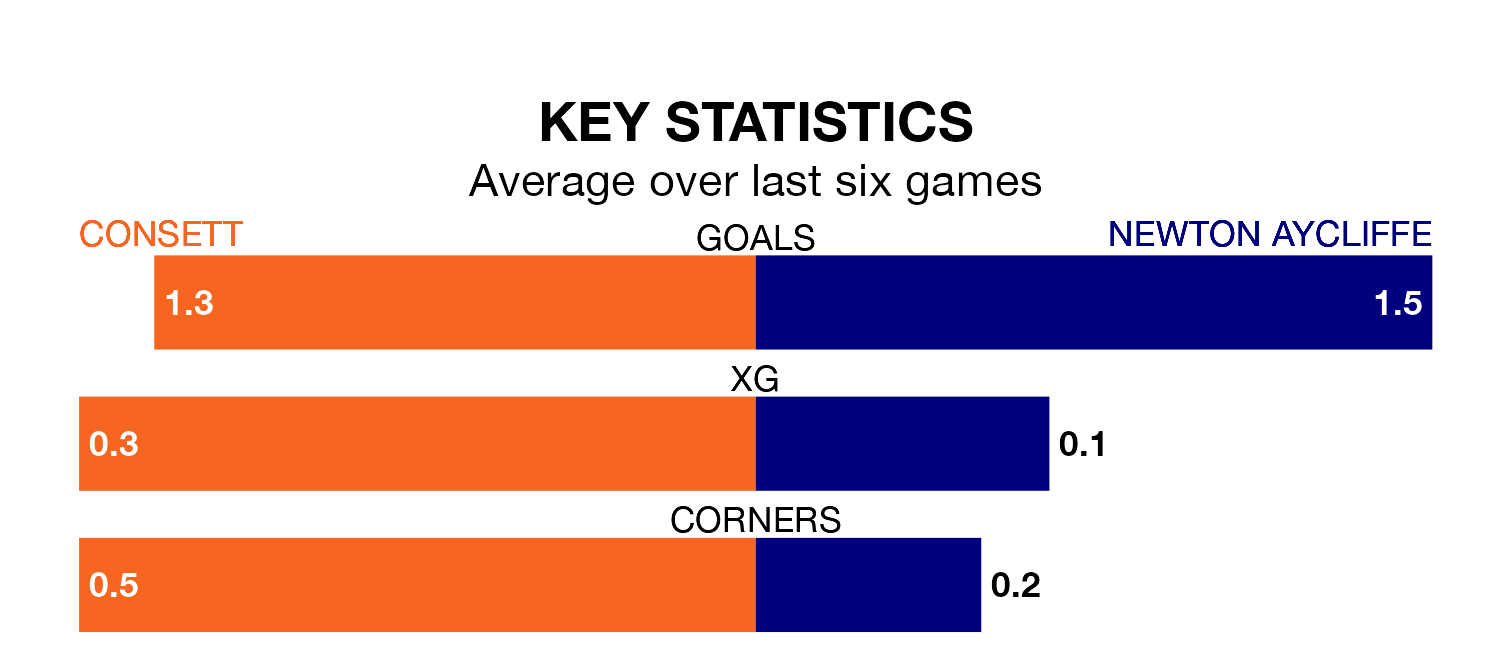 KEY STATISTICS
Average over last six games
CONSETT
GOALS
NEWTON AYCLIFFE
1.3
1.5
XG
0.3
0.1
CORNERS
0.5
0.2